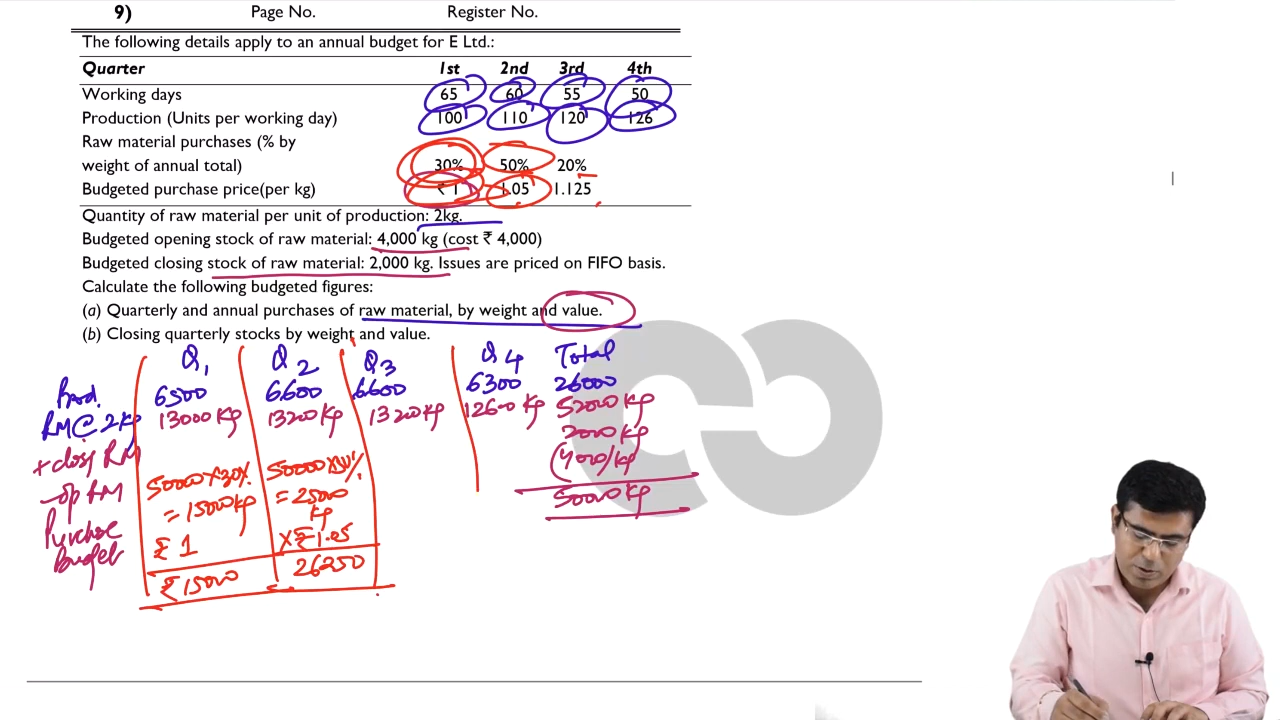 9) Page No. Register No.
The following details apply to an annual budget for E Ltd.:
Quarter 1st 2nd 3rd 4th
Working days 65 60 55 50
Production (Units per working day) 100 110 120 126
Raw material purchases (% by
weight of annual total) 30% 50% 20%
Budgeted purchase price(per kg) ₹ 1 1.05 1.125
Quantity of raw material per unit of production: 2kg.
Budgeted opening stock of raw material: 4,000 kg (cost ₹ 4,000)
Budgeted closing stock of raw material: 2,000 kg. Issues are priced on FIFO basis.
Calculate the following budgeted figures:
(a) Quarterly and annual purchases of raw material, by weight and value.
(b) Closing quarterly stocks by weight and value.
Q1 Q2 Q3 Q4 Total
Prod. 6500 6600 6600 6300 26000
RM@2Kg 13000 Kg 13200 Kg 13200 Kg 12600 Kg 52000 Kg
+closg RM 2000 Kg
-op RM 50000×30% 50000×50% (4000)Kg
=15000kg =25000 Kg 50000 Kg
Purchase Budget ₹ 1 ×₹1.05
₹15000 26250